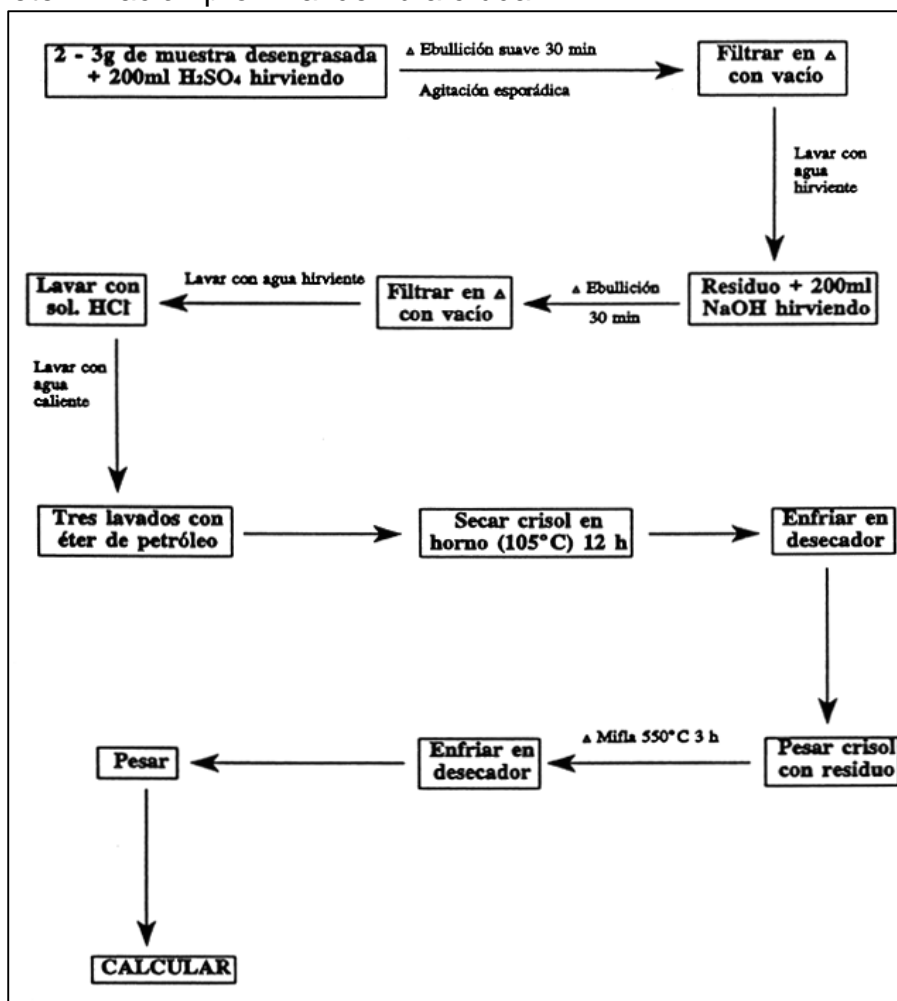 2 - 3g de muestra desengrasada
+ 200ml H₂SO₄ hirviendo
▵ Ebullición suave 30 min
Agitación esporádica
Filtrar en ▵
con vacío
Lavar con
agua
hirviente
Residuo + 200ml
NaOH hirviendo
▵ Ebullición
30 min
Filtrar en ▵
con vacío
Lavar con agua hirviente
Lavar con
sol. HCl
Lavar con
agua
caliente
Tres lavados con
éter de petróleo
Secar crisol en
horno (105°C) 12 h
Enfriar en
desecador
Pesar crisol
con residuo
▵ Mifla 550°C 3 h
Enfriar en
desecador
Pesar
CALCULAR